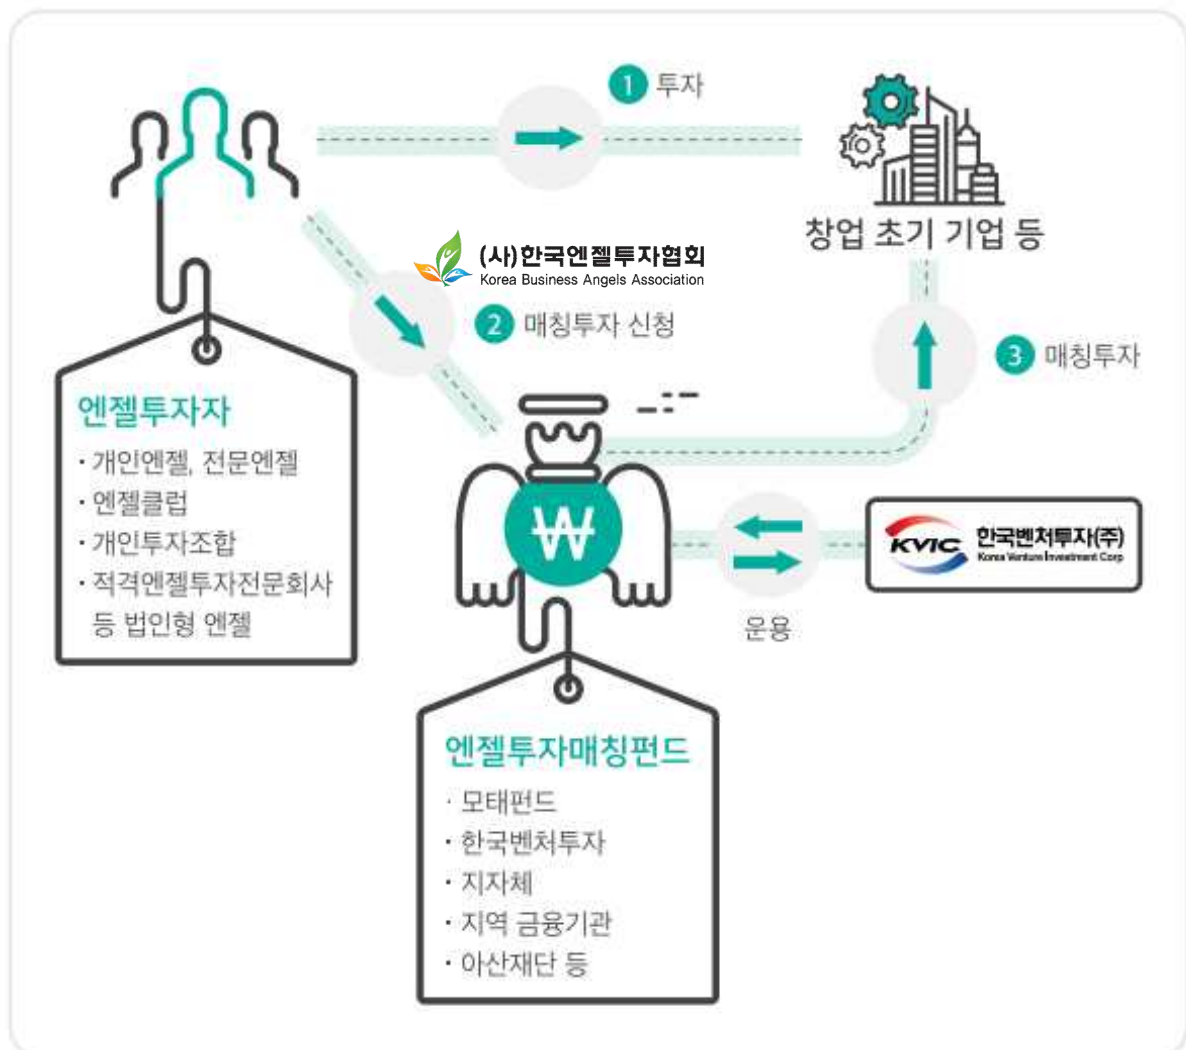 1 투자
창업 초기 기업 등
(사)한국엔젤투자협회
Korea Business Angels Association
2 매칭투자 신청
3 매칭투자
엔젤투자자
· 개인엔젤, 전문엔젤
· 엔젤클럽
· 개인투자조합
· 적격엔젤투자전문회사
등 법인형 엔젤
₩
KVIC 한국벤처투자(주)
Korea Venture Investment Corp
운용
엔젤투자매칭펀드
· 모태펀드
· 한국벤처투자
· 지자체
· 지역 금융기관
· 아산재단 등